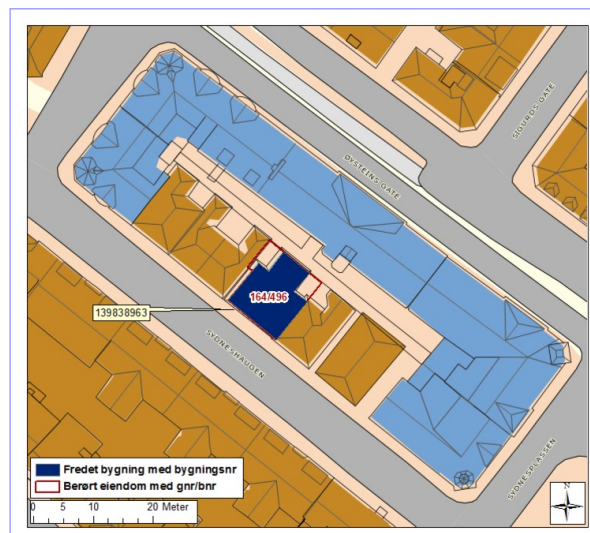 SIGURDS GATE
ØYSTEINS GATE
164/496
139838963
SYDNESHAUGEN
SYDNESPLASSEN
Fredet bygning med bygningsnr
Berørt eiendom med gnr/bnr
0 5 10 20 Meter
N